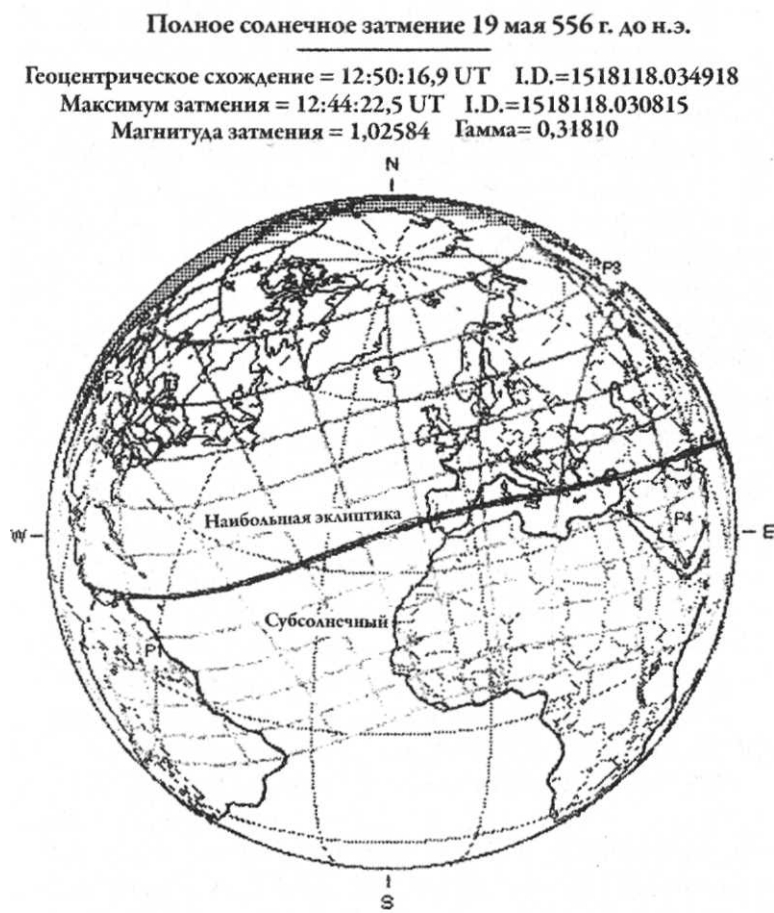 Полное солнечное затмение 19 мая 556 г. до н.э.
Геоцентрическое схождение = 12:50:16,9 UT I.D.=1518118.034918
Максимум затмения = 12:44:22,5 UT I.D.=1518118.030815
Магнитуда затмения = 1,02584 Гамма= 0,31810
N
P3
P2
Наибольшая эклиптика
W
P4
E
Субсолнечный
P1
S